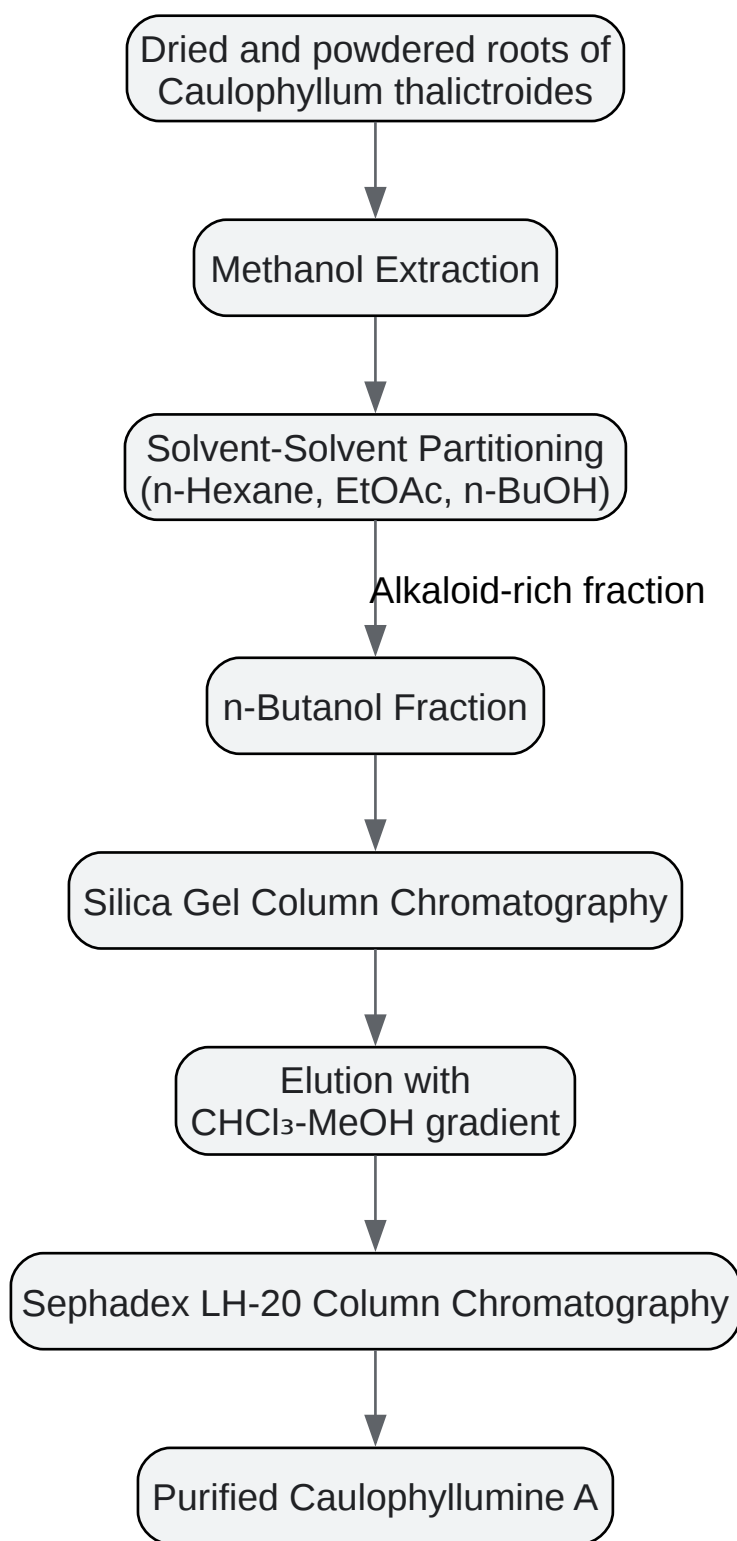 Dried and powdered roots of
Caulophyllum thalictroides
Methanol Extraction
Solvent-Solvent Partitioning
(n-Hexane, EtOAc, n-BuOH)
Alkaloid-rich fraction
n-Butanol Fraction
Silica Gel Column Chromatography
Elution with
CHCl₃-MeOH gradient
Sephadex LH-20 Column Chromatography
Purified Caulophyllumine A